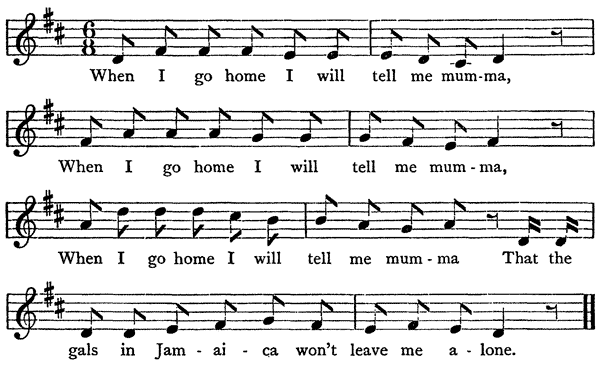 6
8
When I go home I will tell me mum-ma,
When I go home I will tell me mum-ma,
When I go home I will tell me mum-ma That the
gals in Jam-ai-ca won't leave me a-lone.